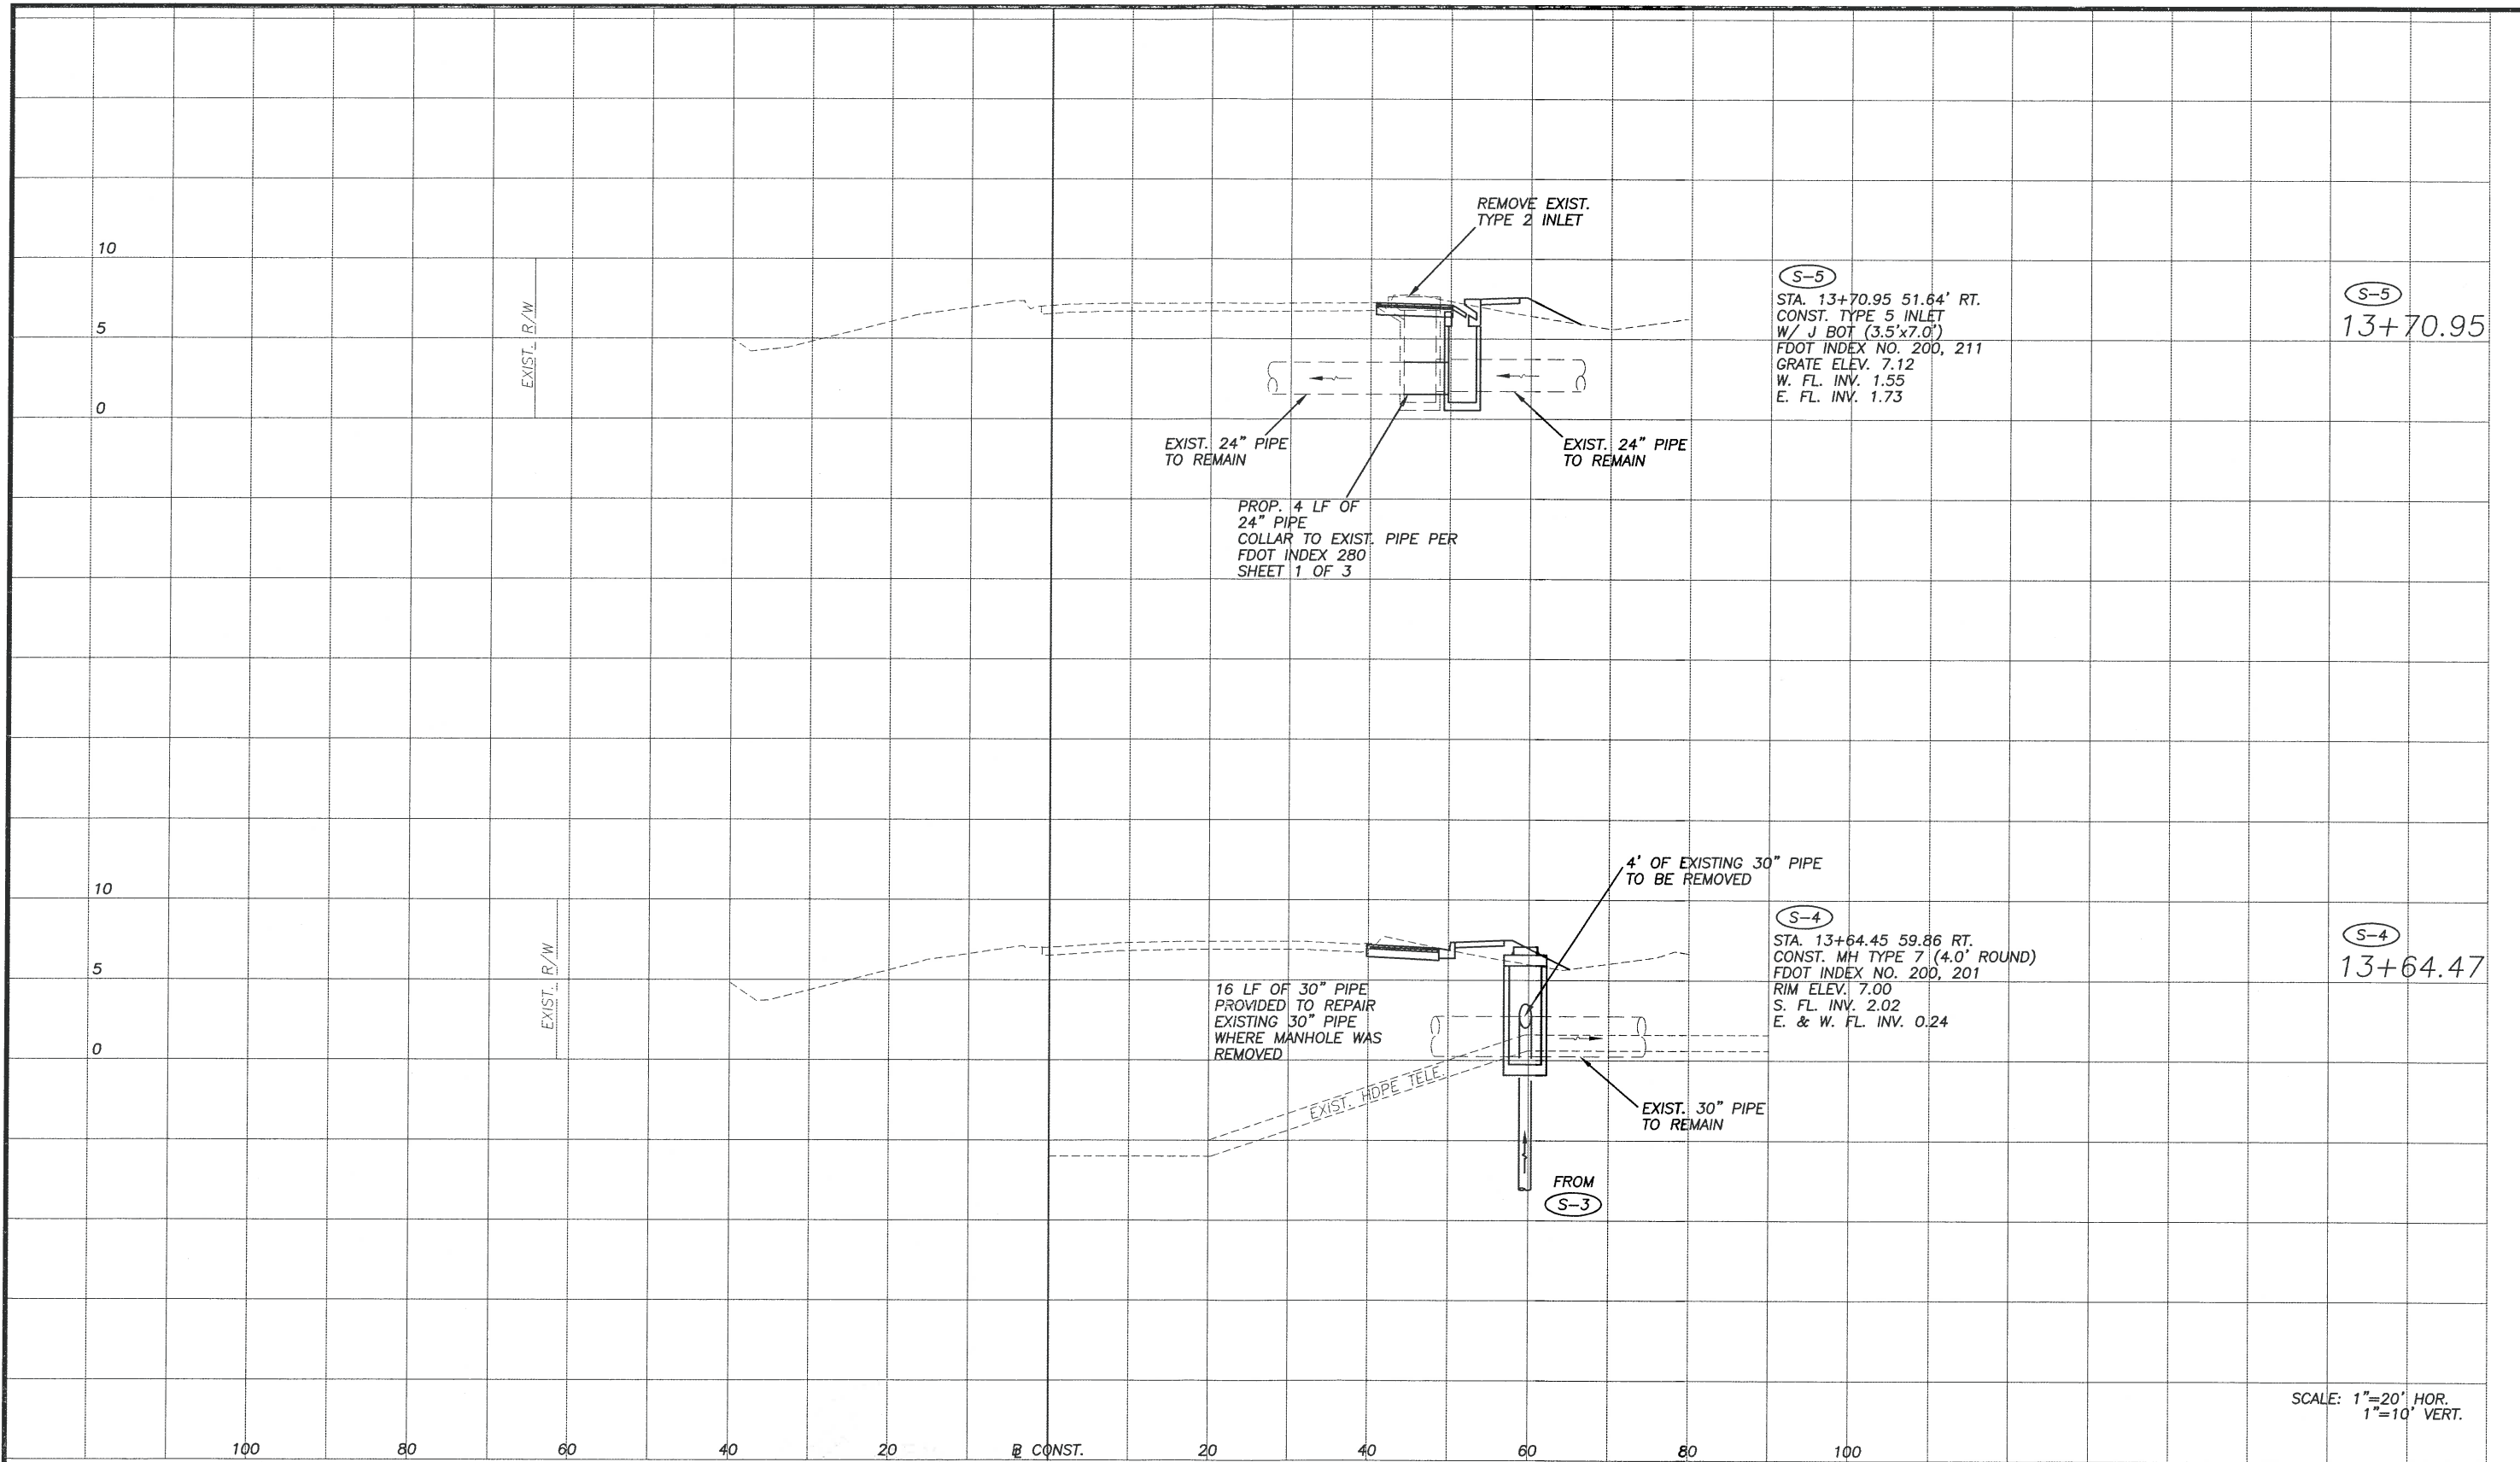 REMOVE EXIST.
TYPE 2 INLET
10
5
0
EXIST. R/W
S-5
STA. 13+70.95 51.64' RT.
CONST. TYPE 5 INLET
W/ J BOT (3.5'x7.0')
FDOT INDEX NO. 200, 211
GRATE ELEV. 7.12
W. FL. INV. 1.55
E. FL. INV. 1.73
S-5
13+70.95
EXIST. 24" PIPE
TO REMAIN
EXIST. 24" PIPE
TO REMAIN
PROP. 4 LF OF
24" PIPE
COLLAR TO EXIST. PIPE PER
FDOT INDEX 280
SHEET 1 OF 3
4' OF EXISTING 30" PIPE
TO BE REMOVED
10
5
0
EXIST. R/W
S-4
STA. 13+64.45 59.86 RT.
CONST. MH TYPE 7 (4.0' ROUND)
FDOT INDEX NO. 200, 201
RIM ELEV. 7.00
S. FL. INV. 2.02
E. & W. FL. INV. 0.24
S-4
13+64.47
16 LF OF 30" PIPE
PROVIDED TO REPAIR
EXISTING 30" PIPE
WHERE MANHOLE WAS
REMOVED
EXIST. HDPE TELE.
EXIST. 30" PIPE
TO REMAIN
FROM
S-3
SCALE: 1"=20' HOR.
1"=10' VERT.
100 80 60 40 20 ℄ CONST. 20 40 60 80 100